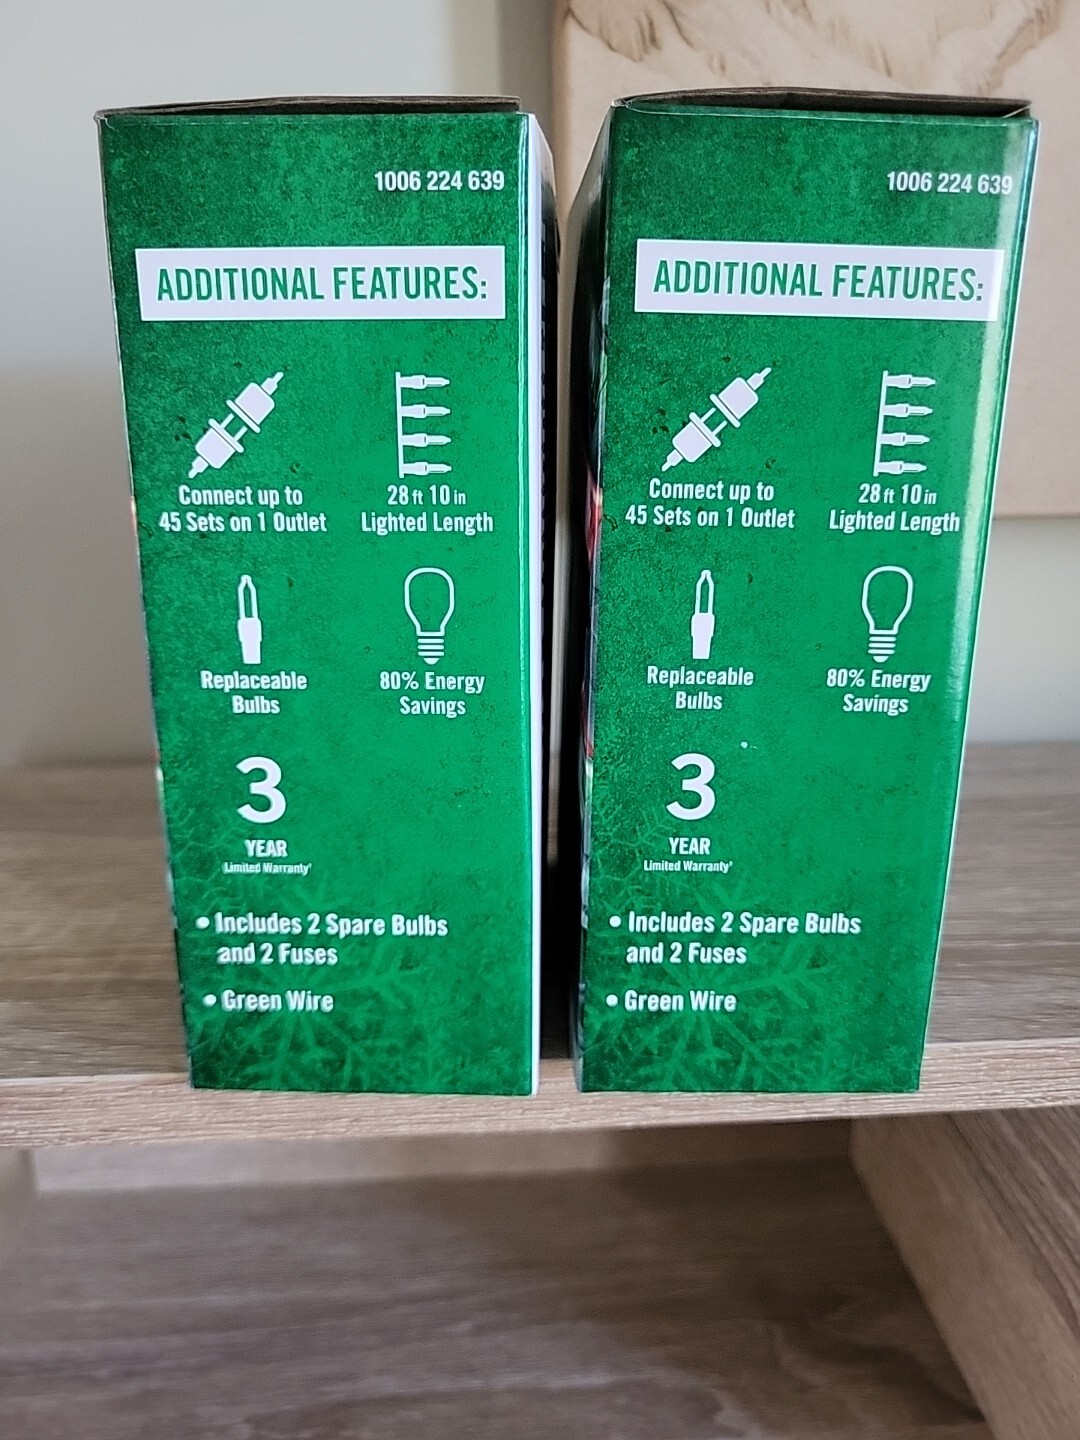 1006 224 639
ADDITIONAL FEATURES:
Connect up to
45 Sets on 1 Outlet
28 ft 10 in
Lighted Length
Replaceable
Bulbs
80% Energy
Savings
3
YEAR
Limited Warranty†
• Includes 2 Spare Bulbs
and 2 Fuses
• Green Wire
1006 224 639
ADDITIONAL FEATURES:
Connect up to
45 Sets on 1 Outlet
28 ft 10 in
Lighted Length
Replaceable
Bulbs
80% Energy
Savings
3
YEAR
Limited Warranty†
• Includes 2 Spare Bulbs
and 2 Fuses
• Green Wire